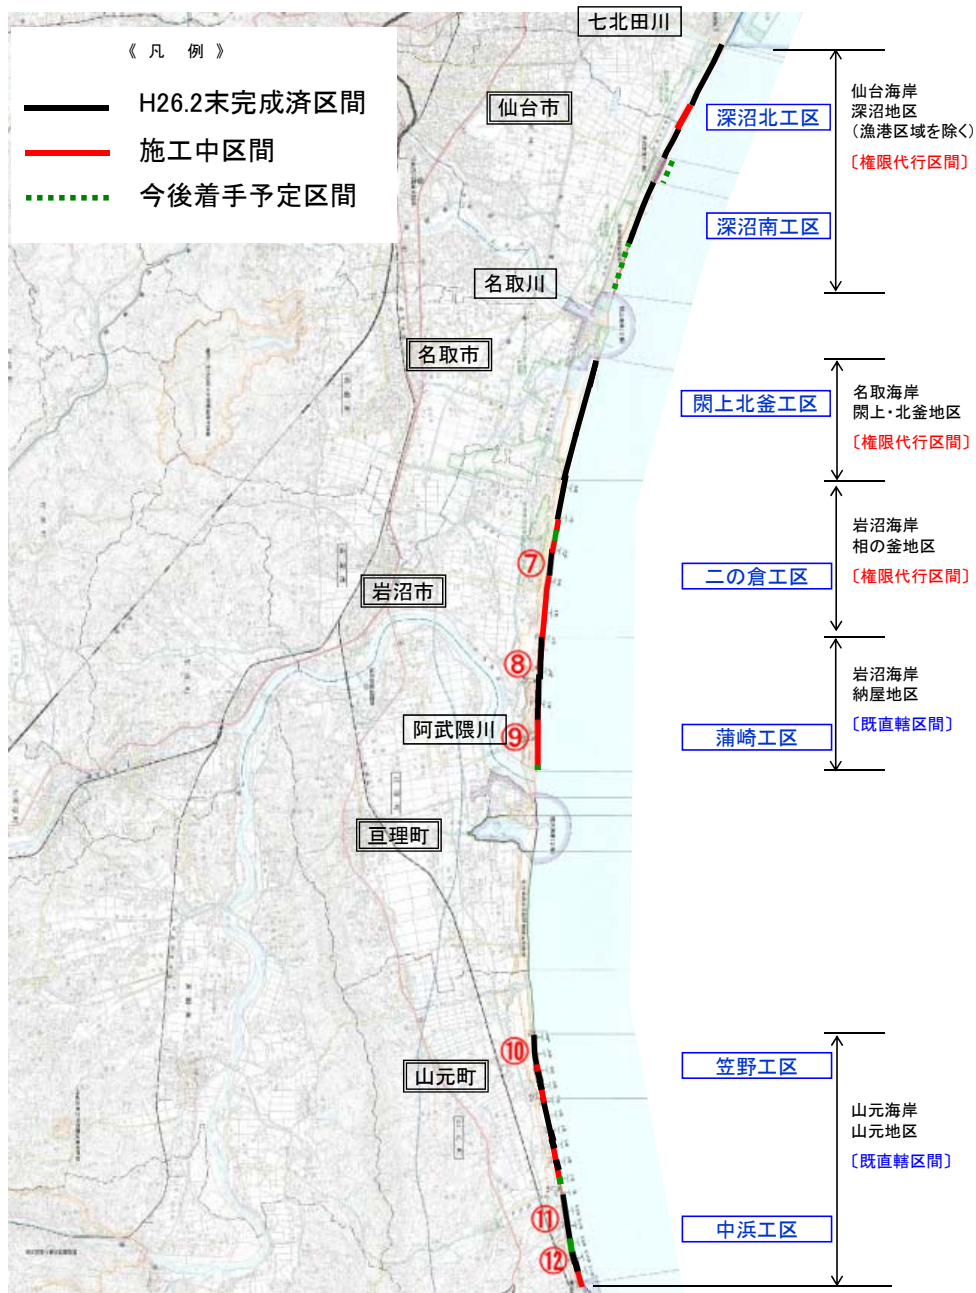 七北田川
《 凡 例 》
H26.2末完成済区間
施工中区間
今後着手予定区間
仙台市
深沼北工区
仙台海岸
深沼地区
(漁港区域を除く)
〔権限代行区間〕
深沼南工区
名取川
名取市
閖上北釜工区
名取海岸
閖上・北釜地区
〔権限代行区間〕
岩沼海岸
相の釜地区
〔権限代行区間〕
⑦
二の倉工区
岩沼市
⑧
岩沼海岸
納屋地区
〔既直轄区間〕
阿武隈川
⑨
蒲崎工区
亘理町
⑩
笠野工区
山元町
山元海岸
山元地区
〔既直轄区間〕
⑪
中浜工区
⑫